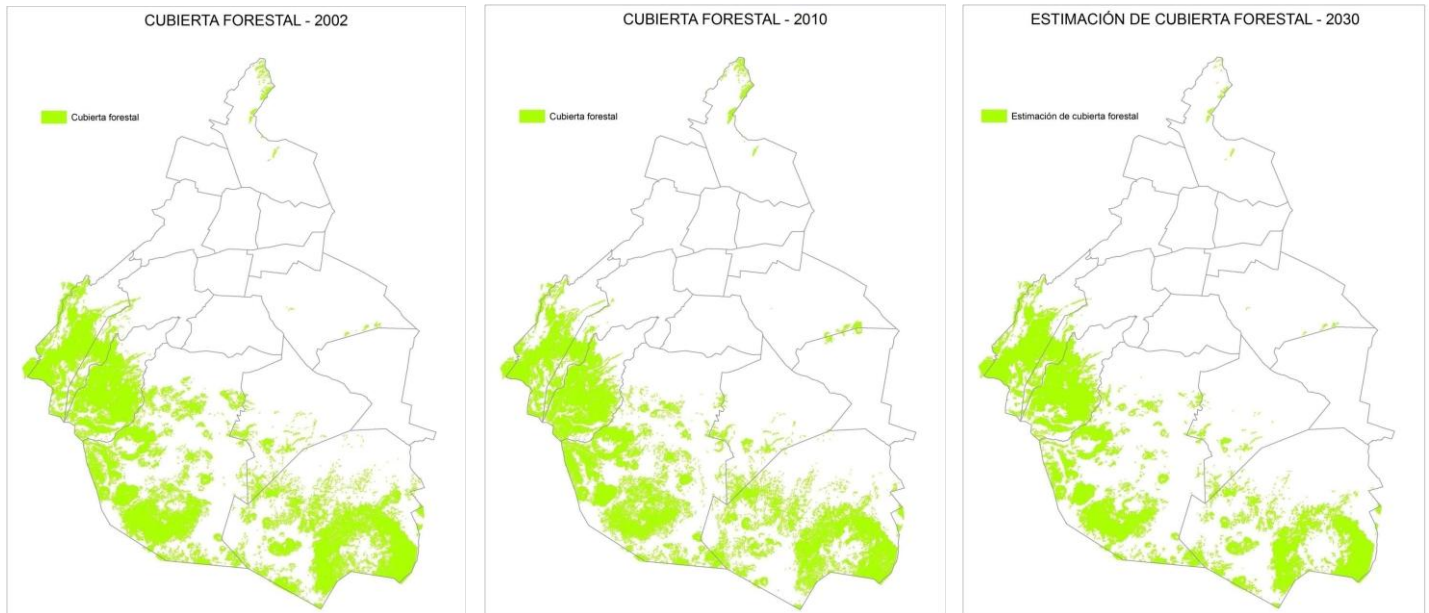 CUBIERTA FORESTAL - 2002
Cubierta forestal
CUBIERTA FORESTAL - 2010
Cubierta forestal
ESTIMACIÓN DE CUBIERTA FORESTAL - 2030
Estimación de cubierta forestal